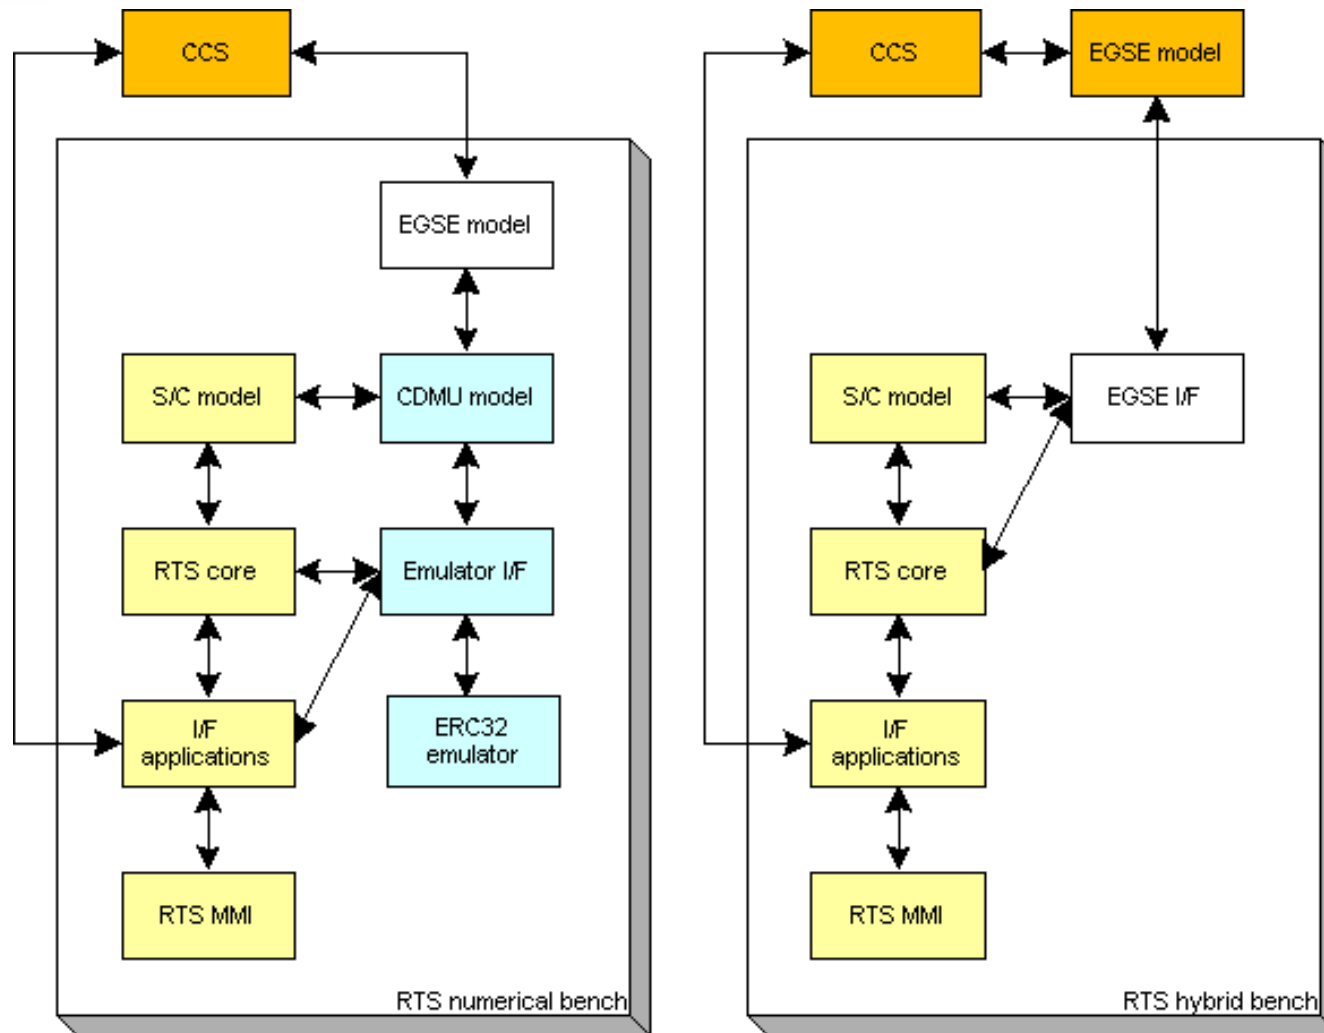 CCS
EGSE model
S/C model
CDMU model
RTS core
Emulator I/F
I/F
applications
ERC32
emulator
RTS MMI
RTS numerical bench
CCS
EGSE model
S/C model
EGSE I/F
RTS core
I/F
applications
RTS MMI
RTS hybrid bench